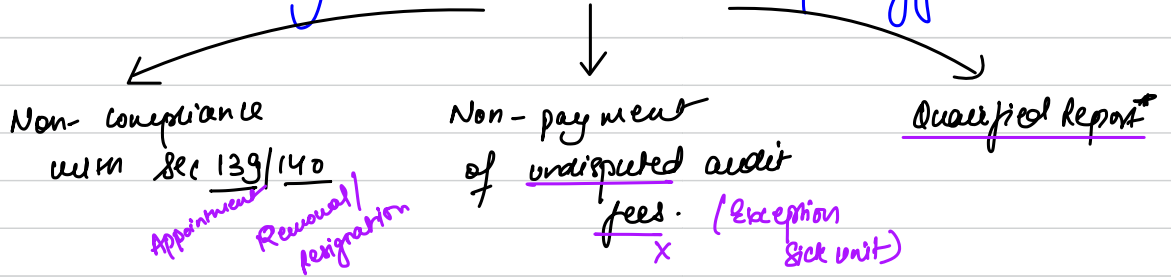 Non-compliance
with Sec 139/140
Appointment
Removal/
resignation
Non-payment
of undisputed audit
fees. (Exception
Sick unit)
x
Qualified Report*